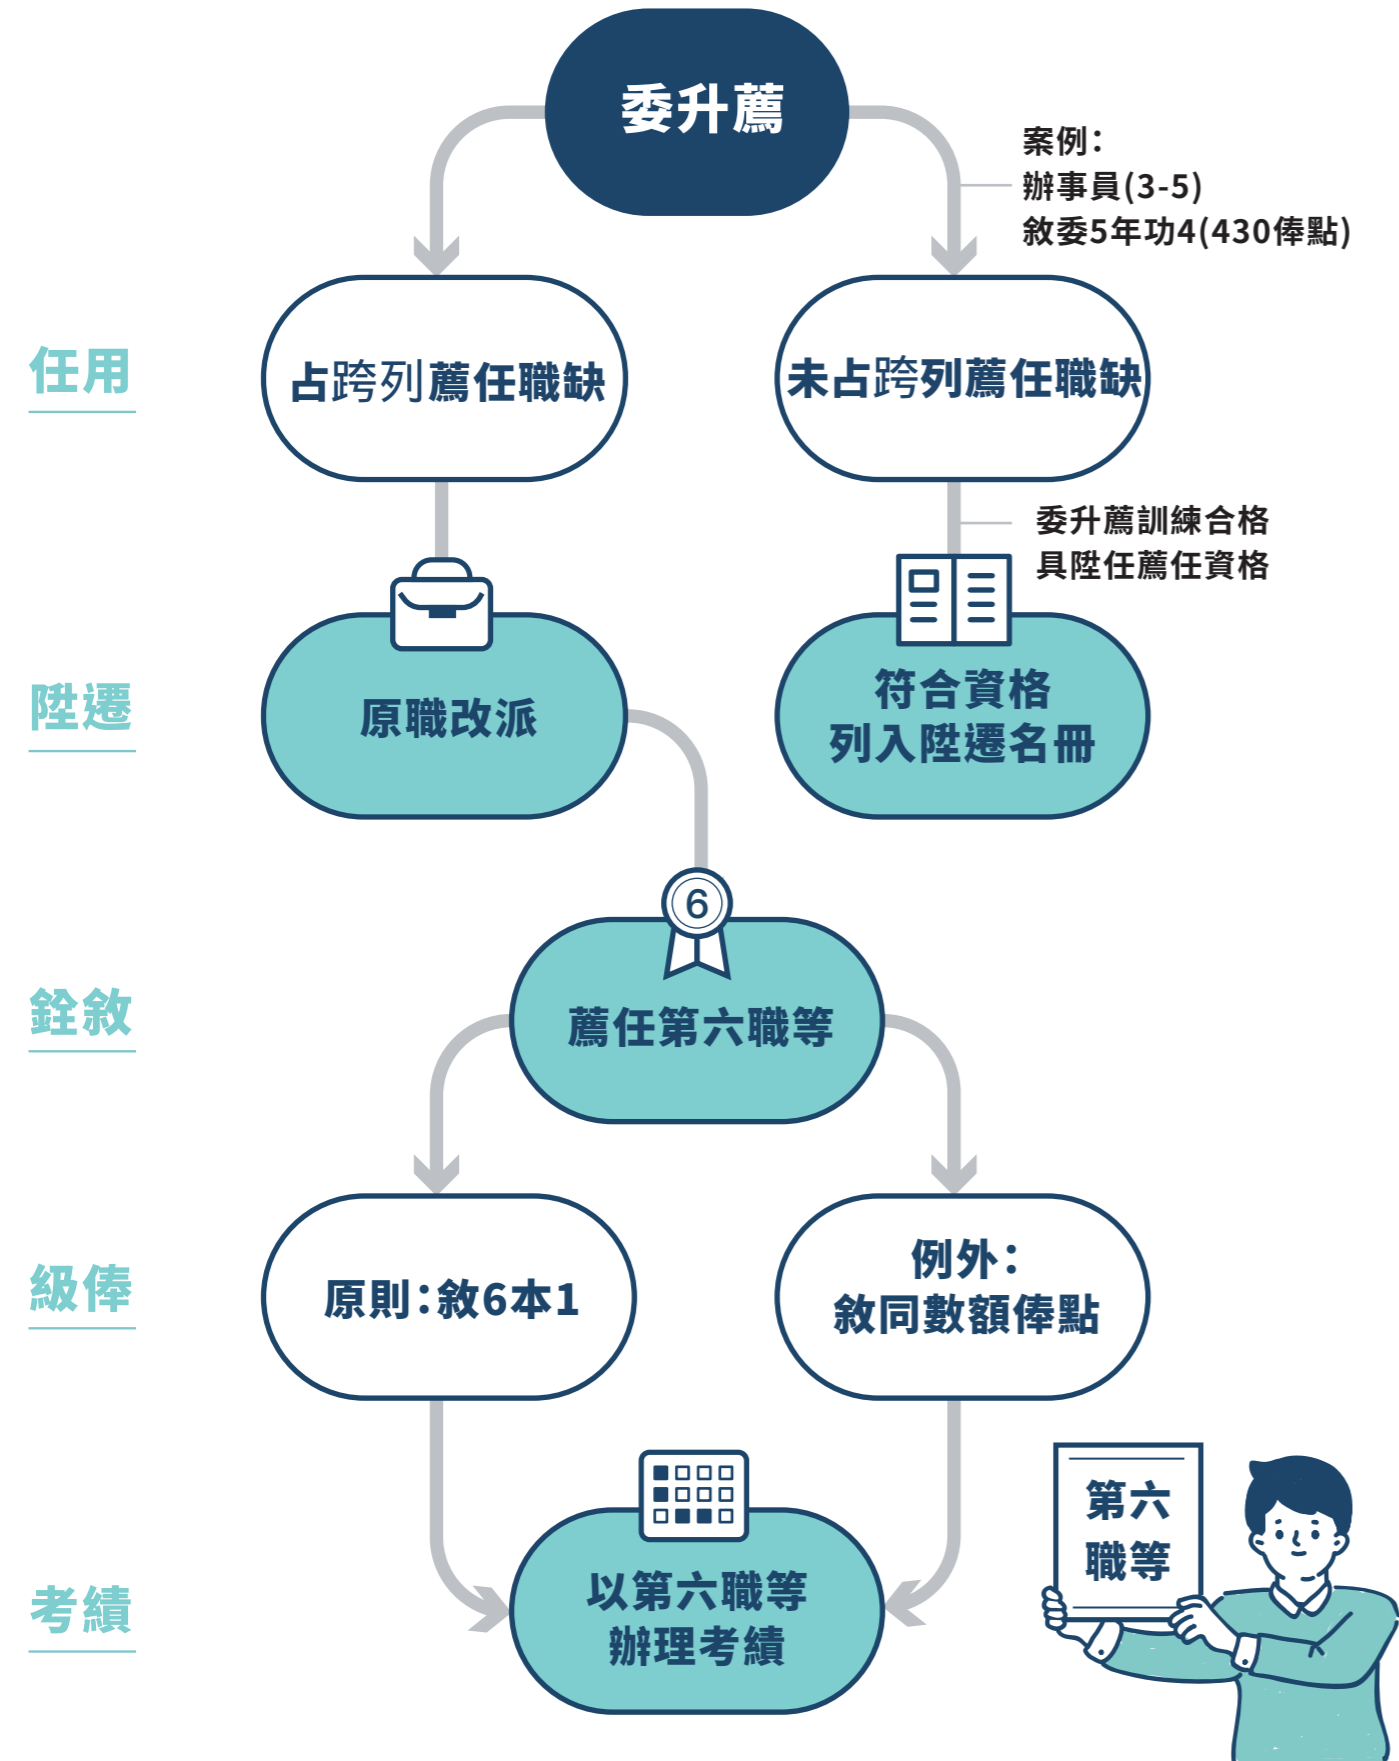 委升薦
案例：
辦事員(3-5)
敘委5年功4(430俸點)
任用
占跨列薦任職缺
未占跨列薦任職缺
委升薦訓練合格
具陞任薦任資格
陞遷
原職改派
符合資格
列入陞遷名冊
6
銓敘
薦任第六職等
級俸
原則：敘6本1
例外：
敘同數額俸點
第六
職等
考績
以第六職等
辦理考績